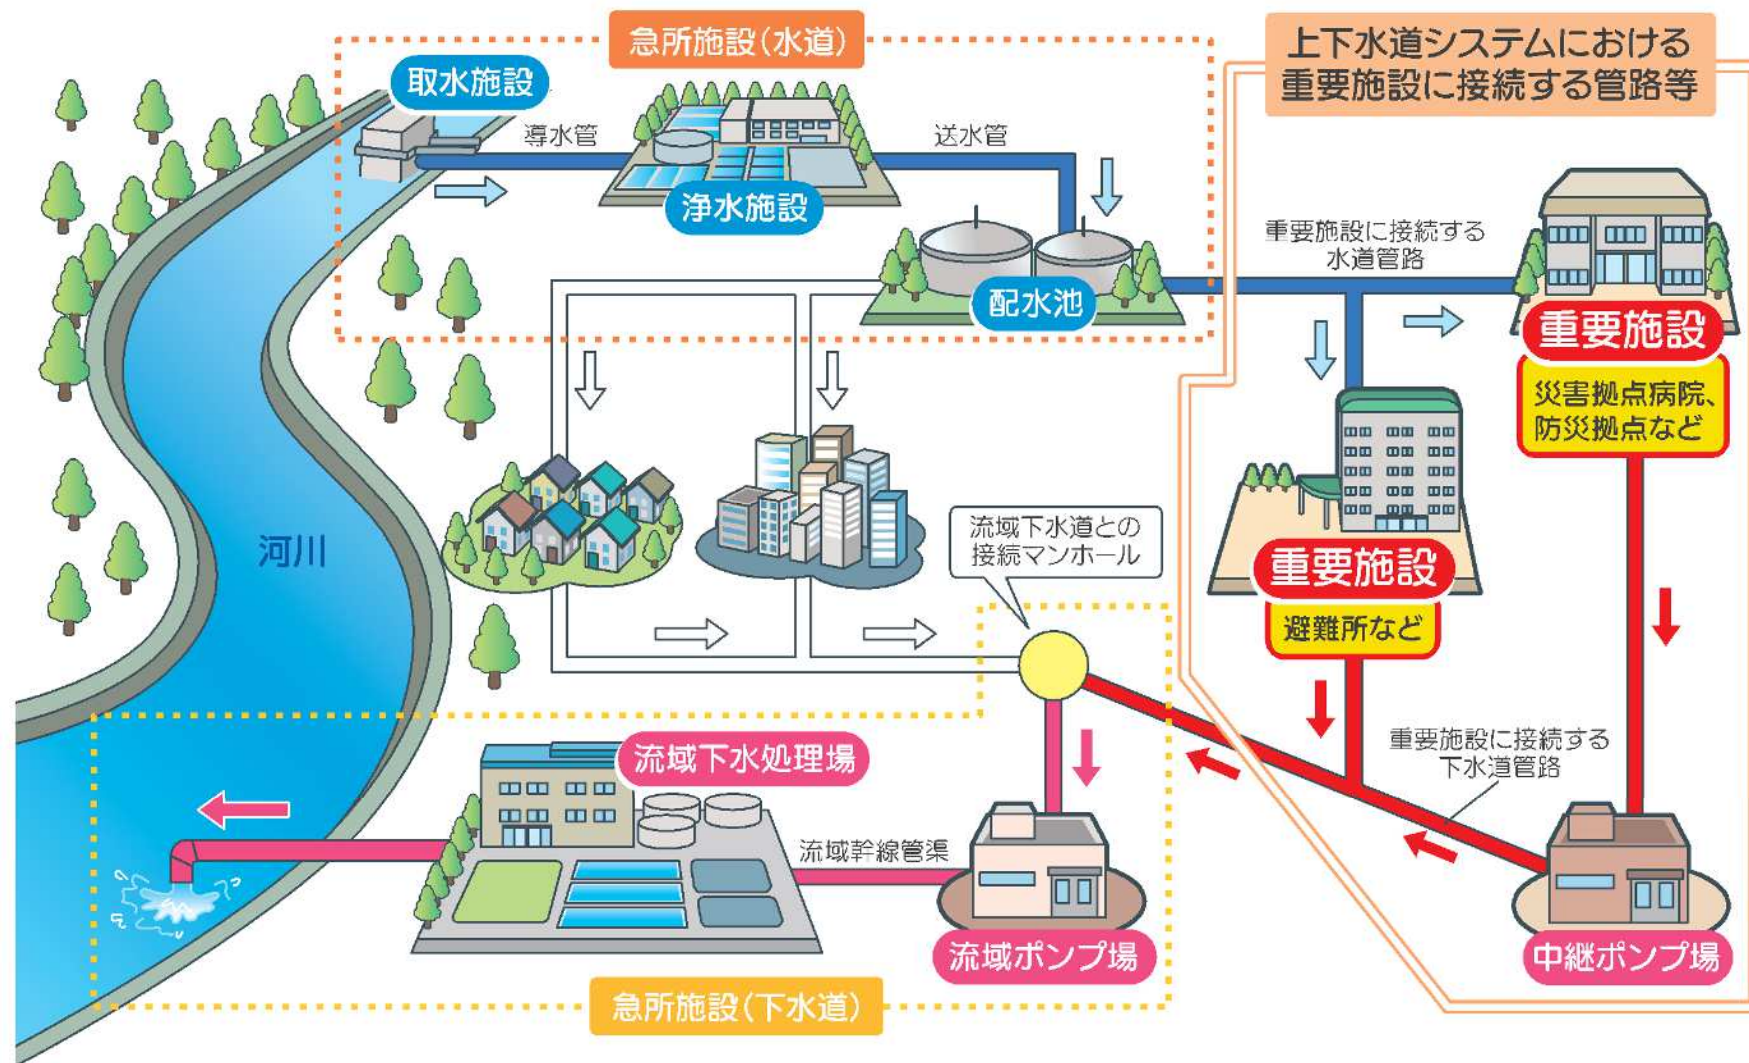 急所施設(水道)
上下水道システムにおける
重要施設に接続する管路等
取水施設
導水管
送水管
浄水施設
配水池
重要施設に接続する
水道管路
重要施設
災害拠点病院、
防災拠点など
河川
流域下水道との
接続マンホール
重要施設
避難所など
重要施設に接続する
下水道管路
流域下水処理場
流域幹線管渠
流域ポンプ場
中継ポンプ場
急所施設(下水道)